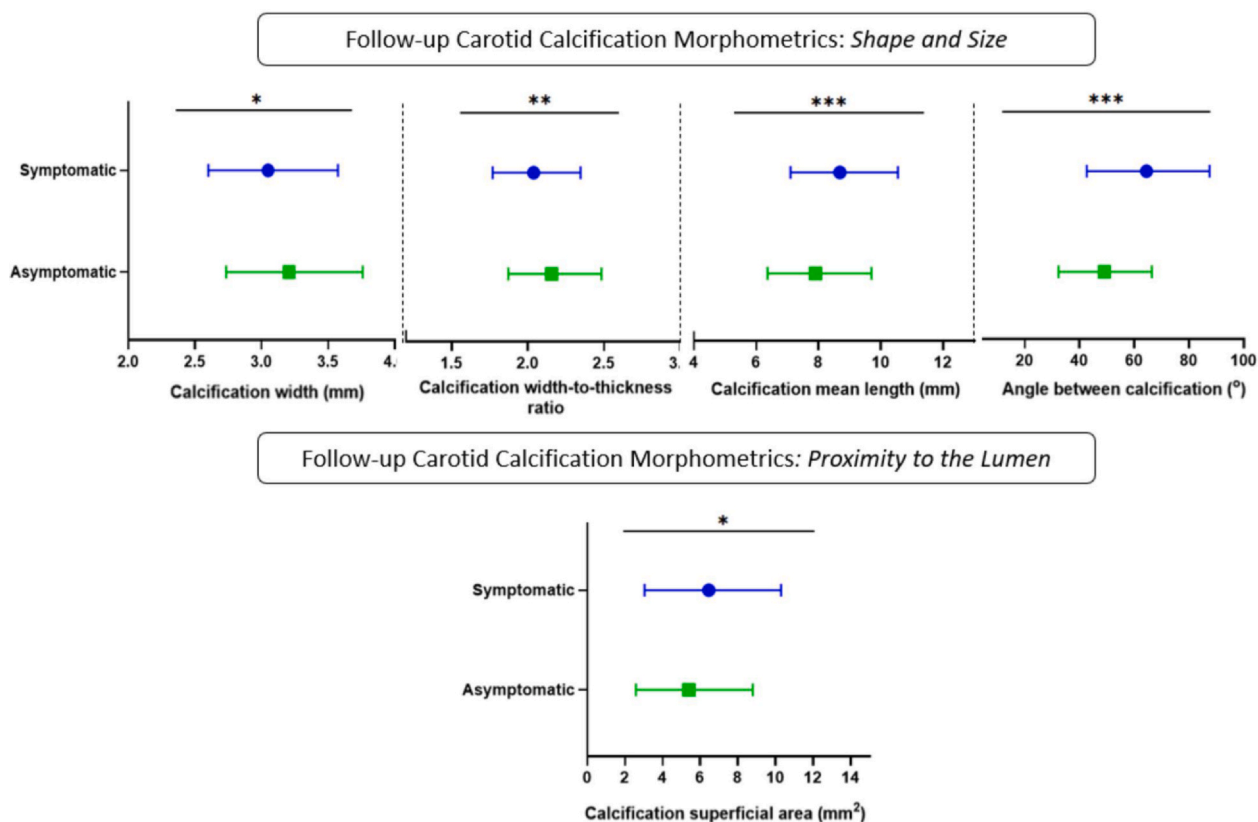 Follow-up Carotid Calcification Morphometrics: Shape and Size
* ** *** ***
Symptomatic
Asymptomatic
2.0 2.5 3.0 3.5 4. 1.5 2.0 2.5 3. 4 6 8 10 12 20 40 60 80 100
Calcification width (mm)
Calcification width-to-thickness
ratio
Calcification mean length (mm)
Angle between calcification (°)
Follow-up Carotid Calcification Morphometrics: Proximity to the Lumen
*
Symptomatic
Asymptomatic
0 2 4 6 8 10 12 14
Calcification superficial area (mm²)